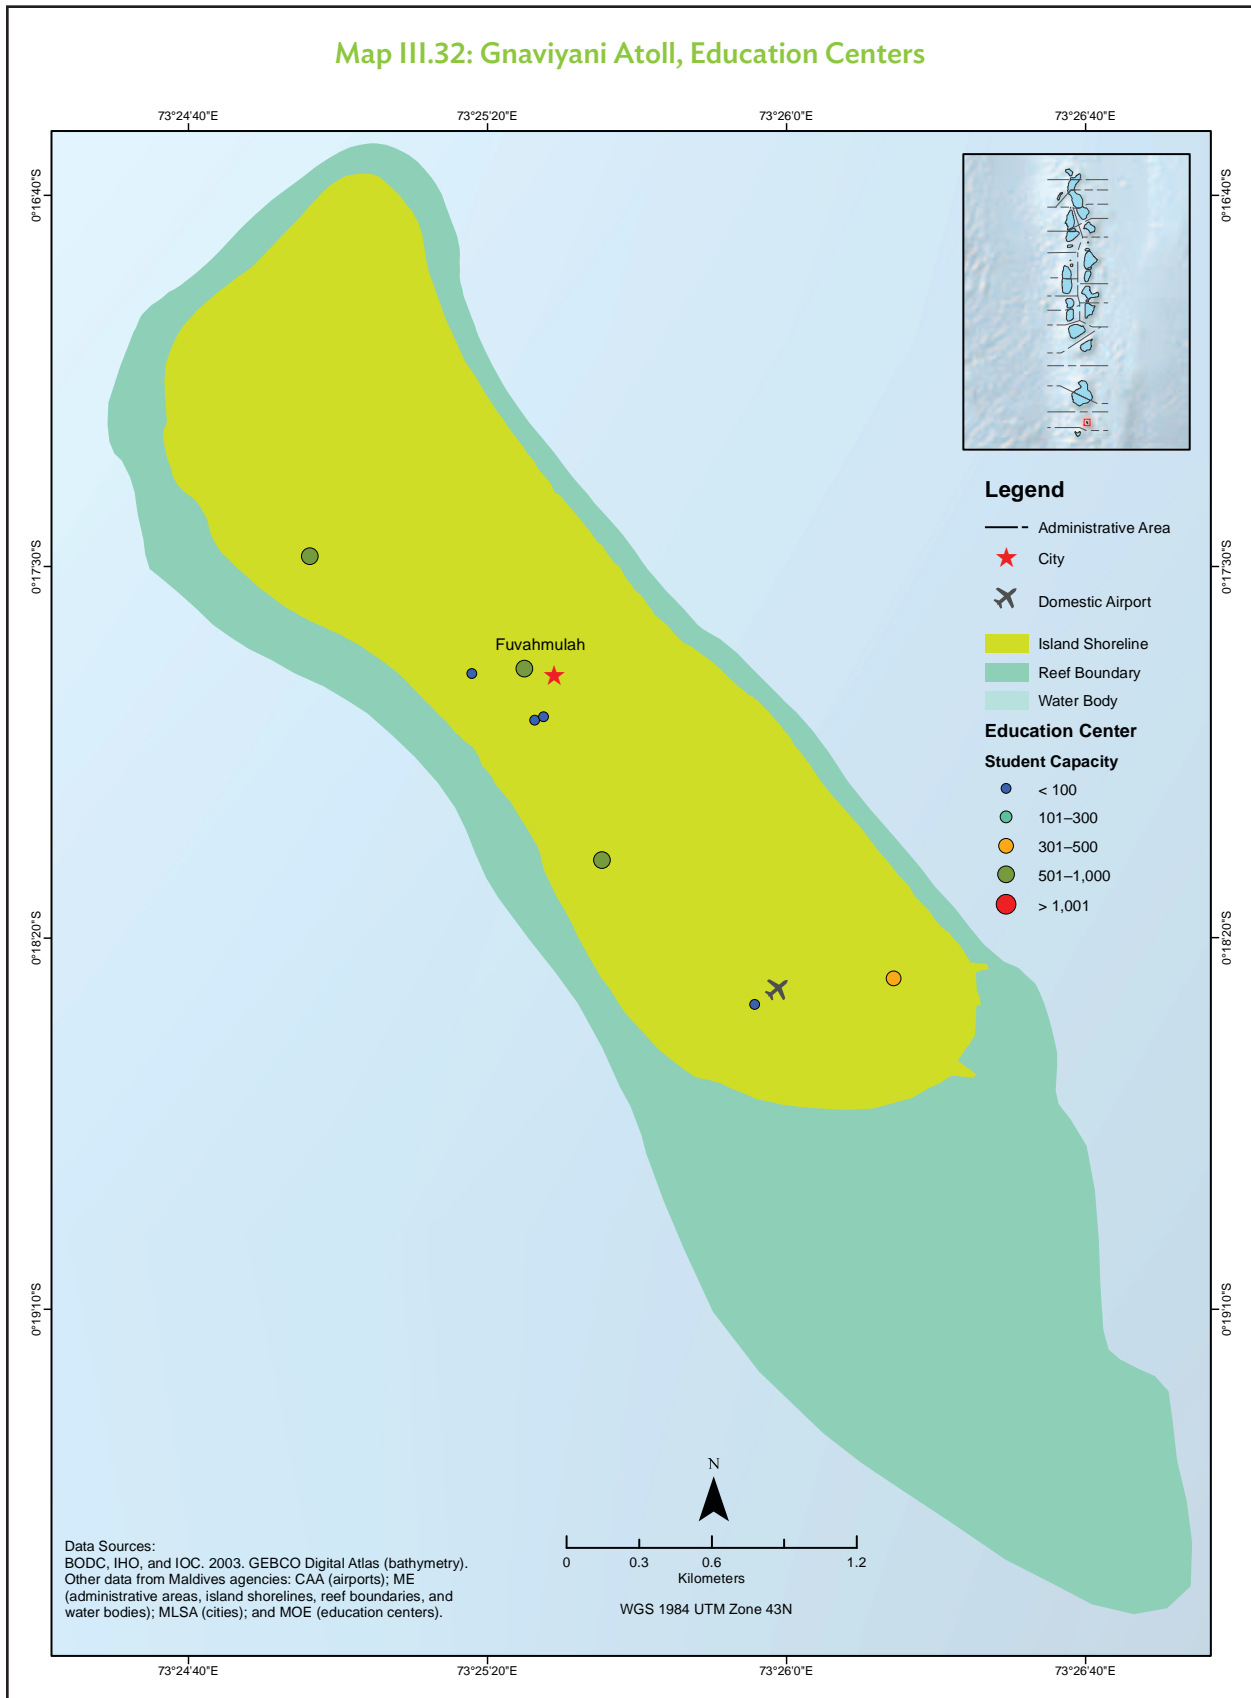 Map III.32: Gnaviyani Atoll, Education Centers
73°24'40"E
73°25'20"E
73°26'0"E
73°26'40"E
0°16'40"S
0°16'40"S
0°17'30"S
0°17'30"S
0°18'20"S
0°18'20"S
0°19'10"S
0°19'10"S
Legend
Administrative Area
City
Domestic Airport
Island Shoreline
Reef Boundary
Water Body
Education Center
Student Capacity
< 100
101–300
301–500
501–1,000
> 1,001
Fuvahmulah
N
0 0.3 0.6 1.2
Kilometers
WGS 1984 UTM Zone 43N
Data Sources:
BODC, IHO, and IOC. 2003. GEBCO Digital Atlas (bathymetry).
Other data from Maldives agencies: CAA (airports); ME
(administrative areas, island shorelines, reef boundaries, and
water bodies); MLSA (cities); and MOE (education centers).
73°24'40"E
73°25'20"E
73°26'0"E
73°26'40"E